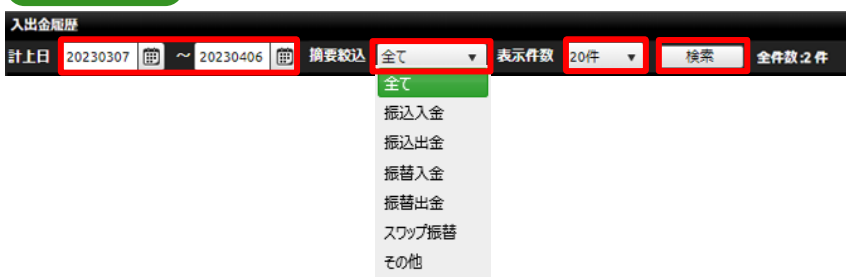 入出金履歴
計上日 20230307 ～ 20230406 摘要絞込 全て ▼ 表示件数 20件 ▼ 検索 全件数:2 件
全て
振込入金
振込出金
振替入金
振替出金
スワップ振替
その他